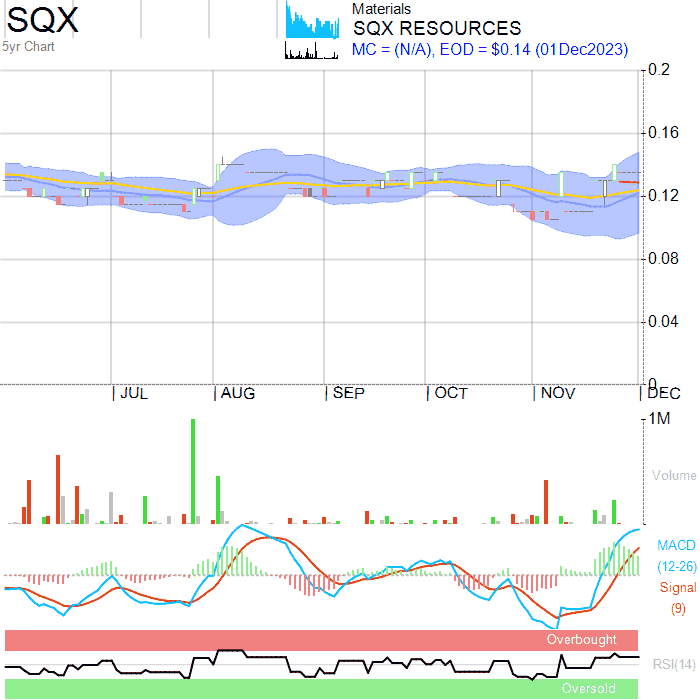 SQX
5yr Chart
Materials
SQX RESOURCES
MC = (N/A), EOD = $0.14 (01Dec2023)
0.2
0.16
0.12
0.08
0.04
0
JUL AUG SEP OCT NOV DEC
1M
Volume
MACD
(12-26)
Signal
(9)
Overbought
RSI(14)
Oversold